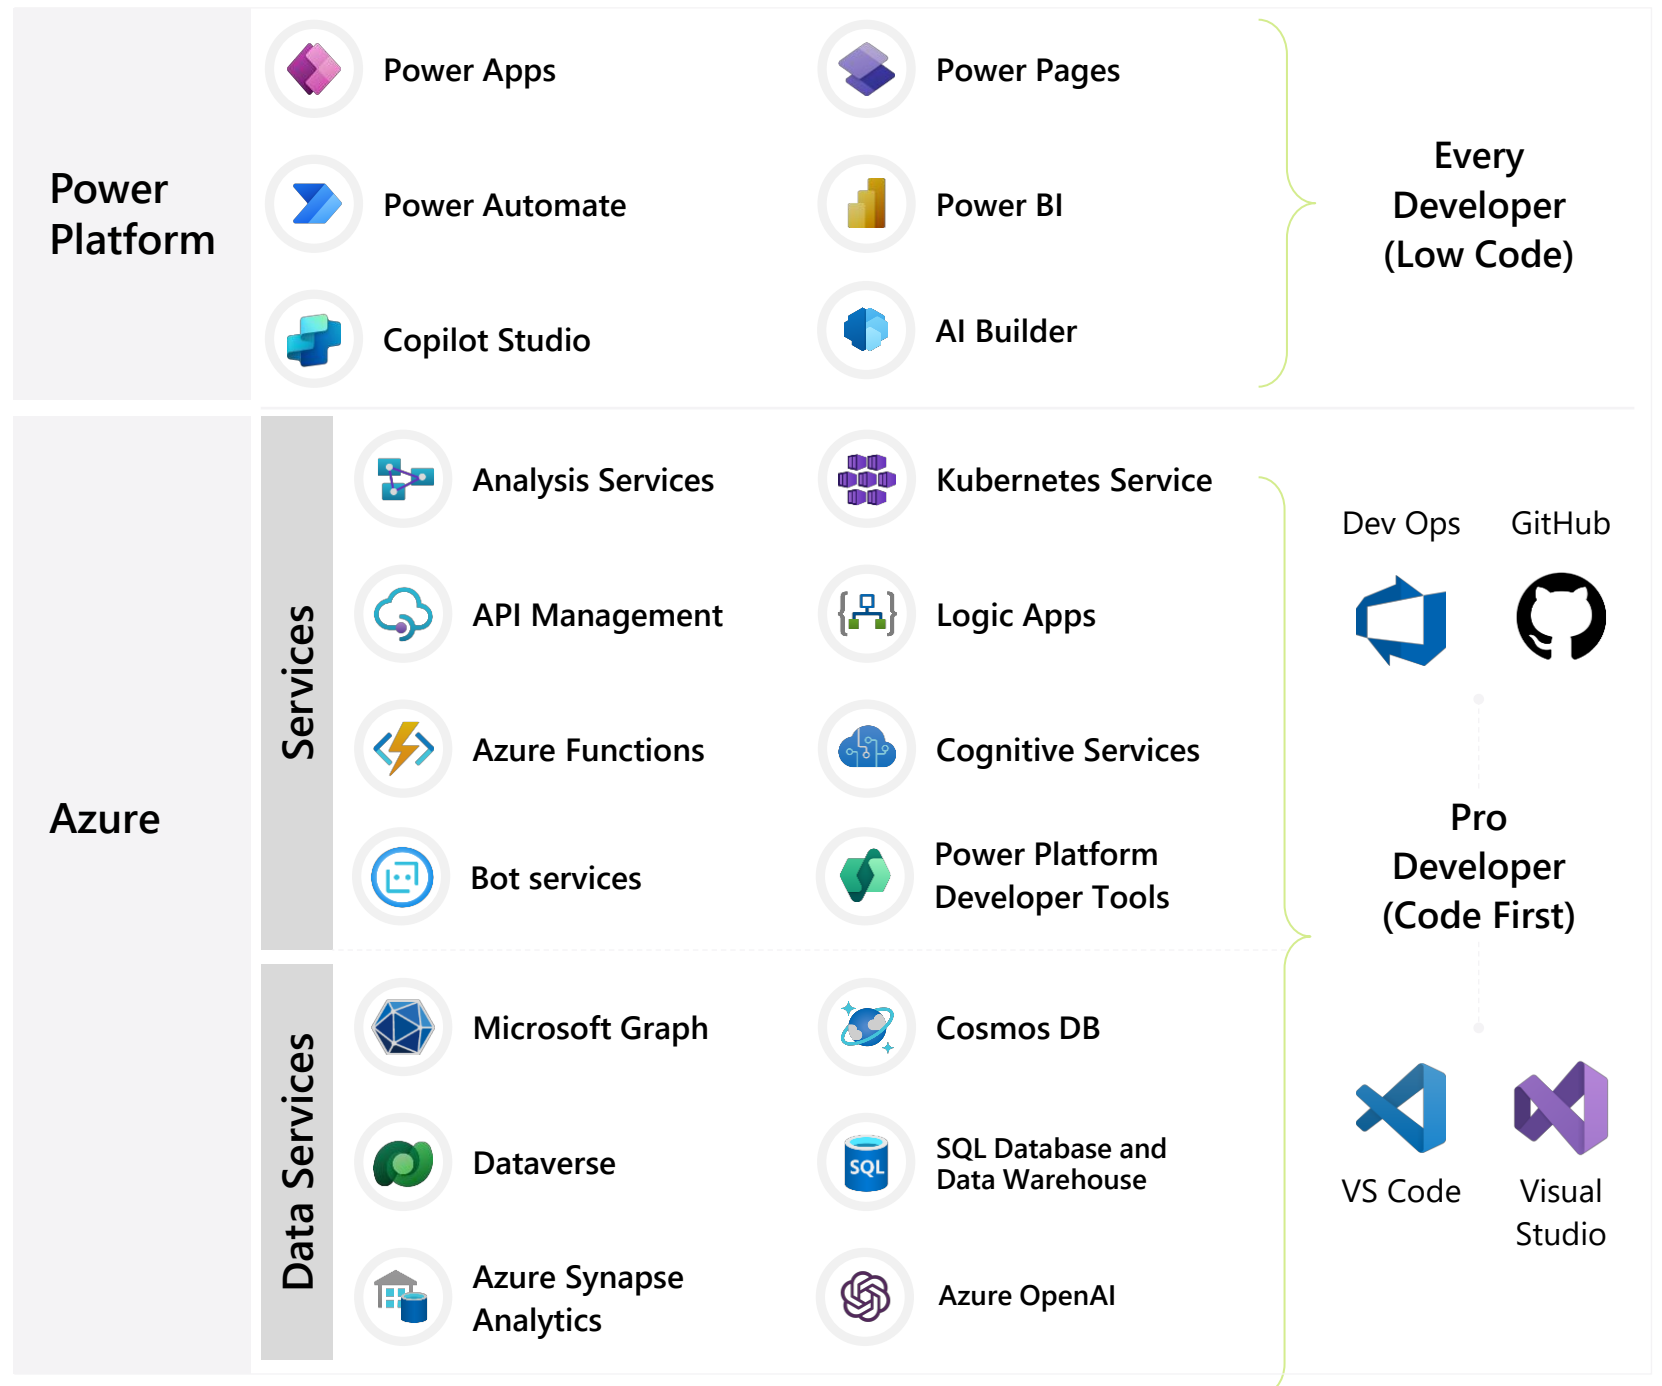 Power
Platform
Power Apps
Power Pages
Power Automate
Power BI
Copilot Studio
AI Builder
Every
Developer
(Low Code)
Azure
Services
Analysis Services
Kubernetes Service
API Management
Logic Apps
Azure Functions
Cognitive Services
Bot services
Power Platform
Developer Tools
Data Services
Microsoft Graph
Cosmos DB
Dataverse
SQL
SQL Database and
Data Warehouse
Azure Synapse
Analytics
Azure OpenAI
Dev Ops
GitHub
Pro
Developer
(Code First)
VS Code
Visual
Studio